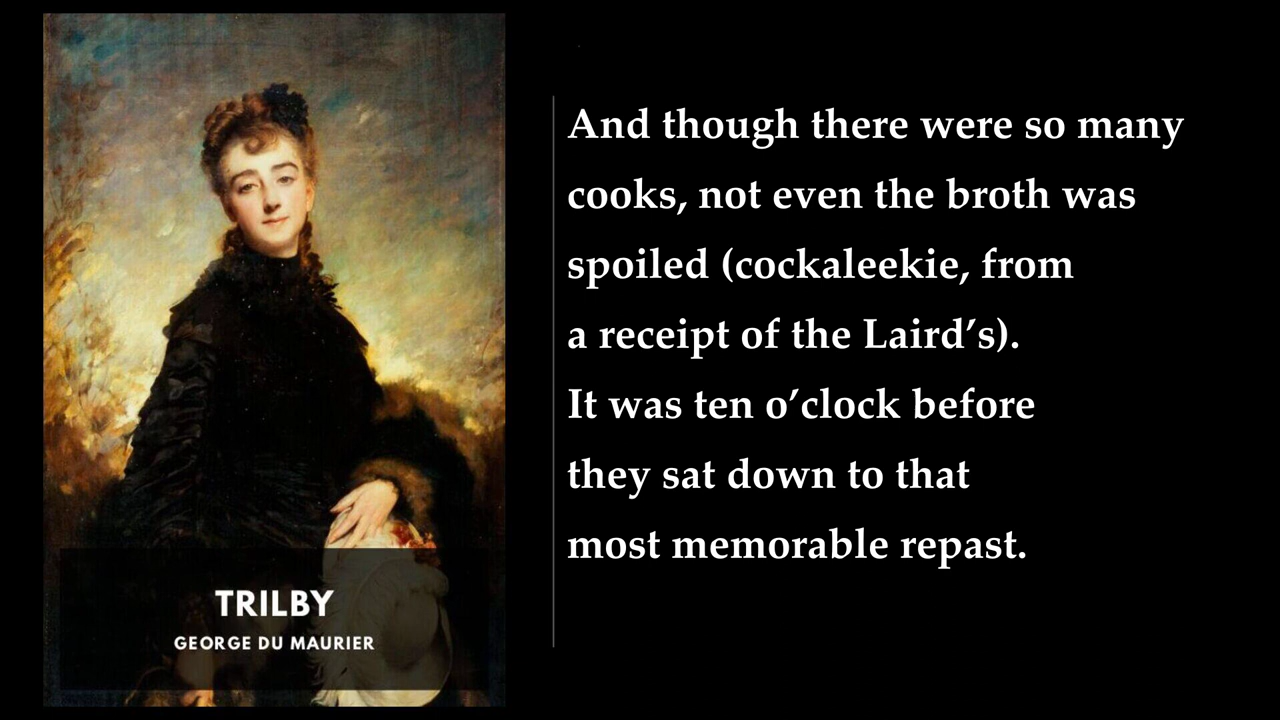 TRILBY
GEORGE DU MAURIER
And though there were so many
cooks, not even the broth was
spoiled (cockaleekie, from
a receipt of the Laird’s).
It was ten o’clock before
they sat down to that
most memorable repast.